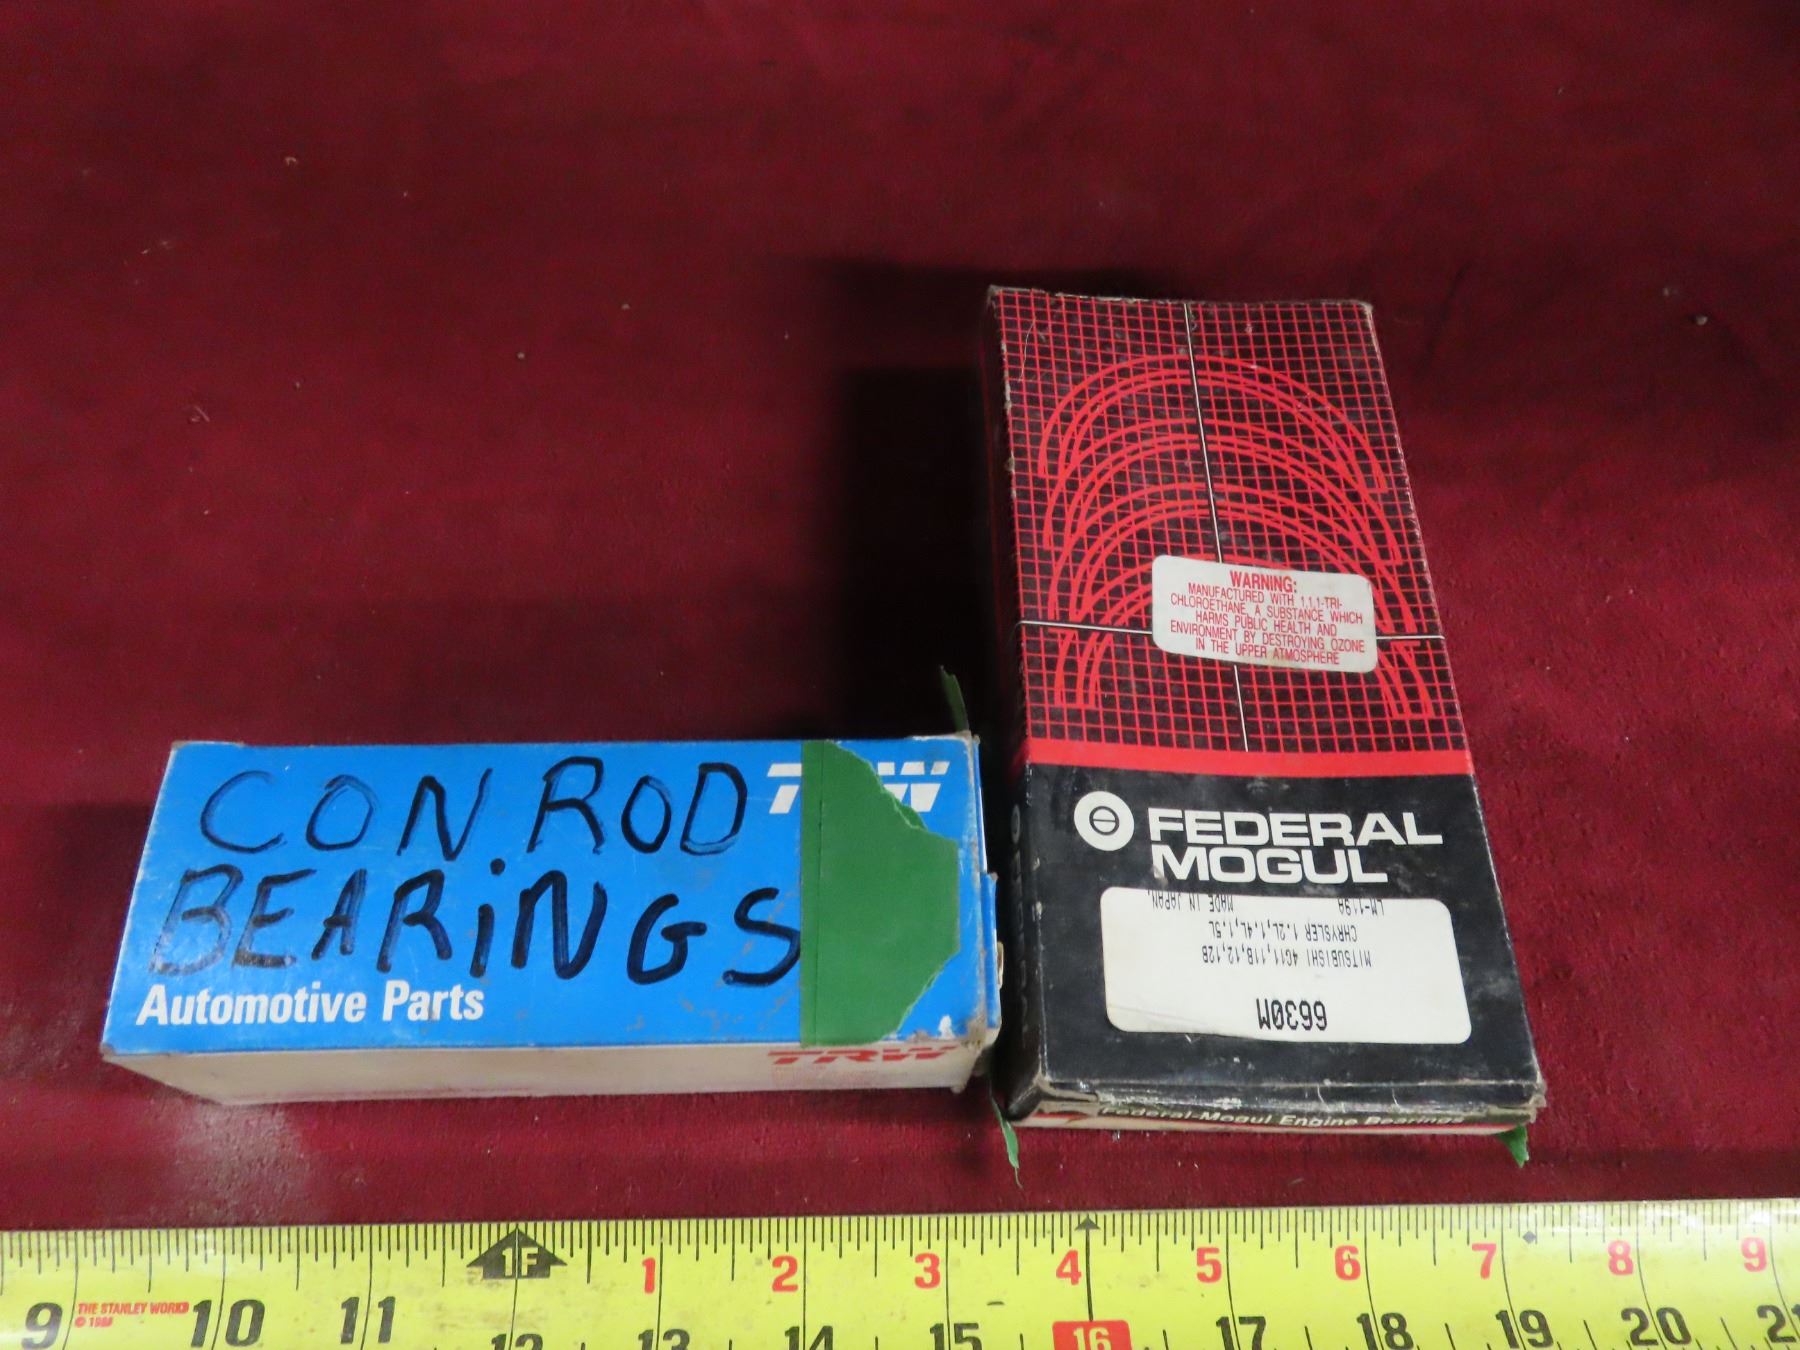 CON ROD
BEARiNGS
TRW
Automotive Parts
TRW
WARNING:
MANUFACTURED WITH 1,1,1-TRI-
CHLOROETHANE, A SUBSTANCE WHICH
HARMS PUBLIC HEALTH AND
ENVIRONMENT BY DESTROYING OZONE
IN THE UPPER ATMOSPHERE
FEDERAL
MOGUL
6630M
MITSUBISHI 4G11,11B,12,12B
CHRYSLER 1.2L,1.4L,1.5L
LM-119A MADE IN JAPAN.
Federal-Mogul Engine Bearings
1F 1 2 3 4 5 6 7 8 9
9 THE STANLEY WORKS 10 11 12 13 14 15 16 17 18 19 20 21